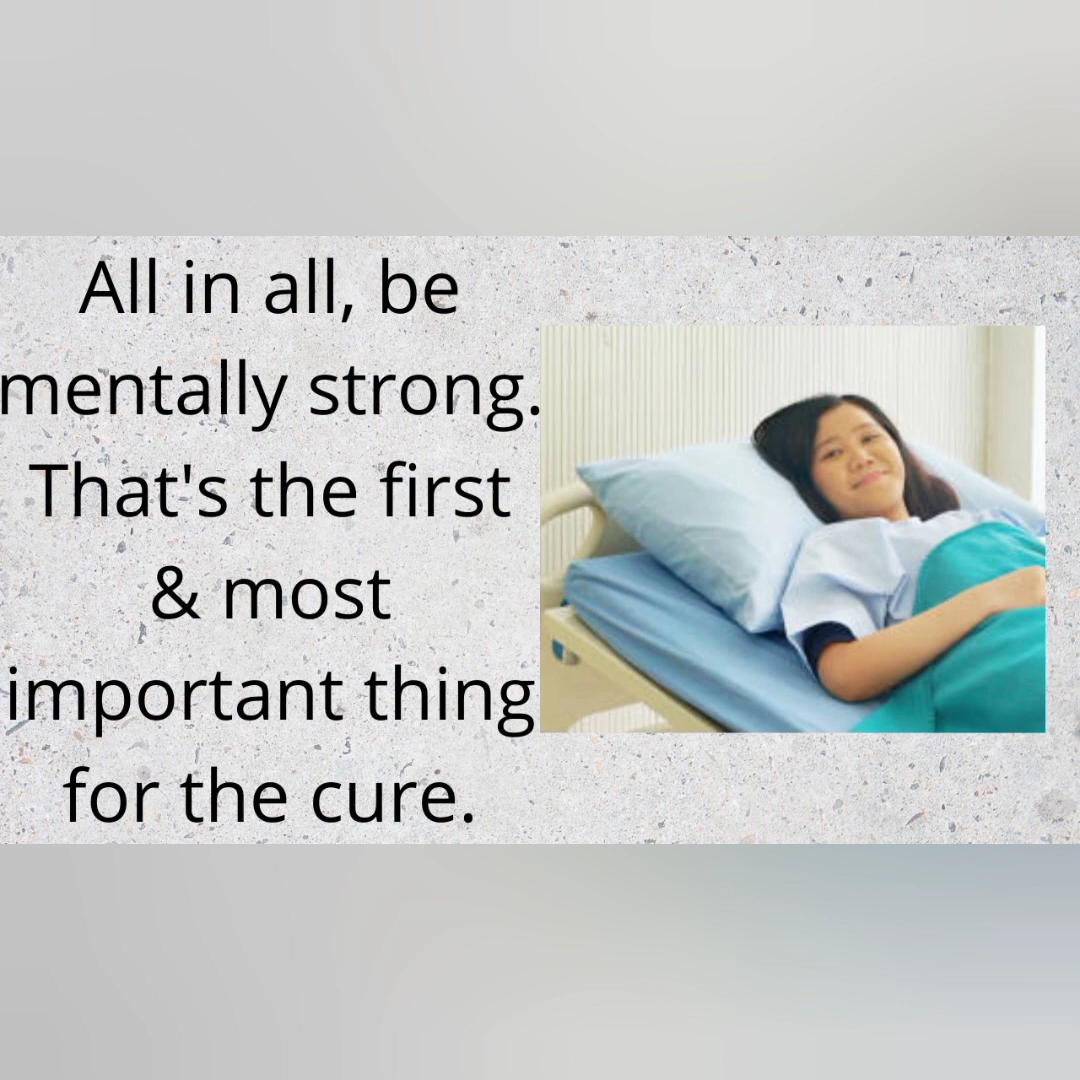 All in all, be
mentally strong.
That's the first
& most
important thing
for the cure.